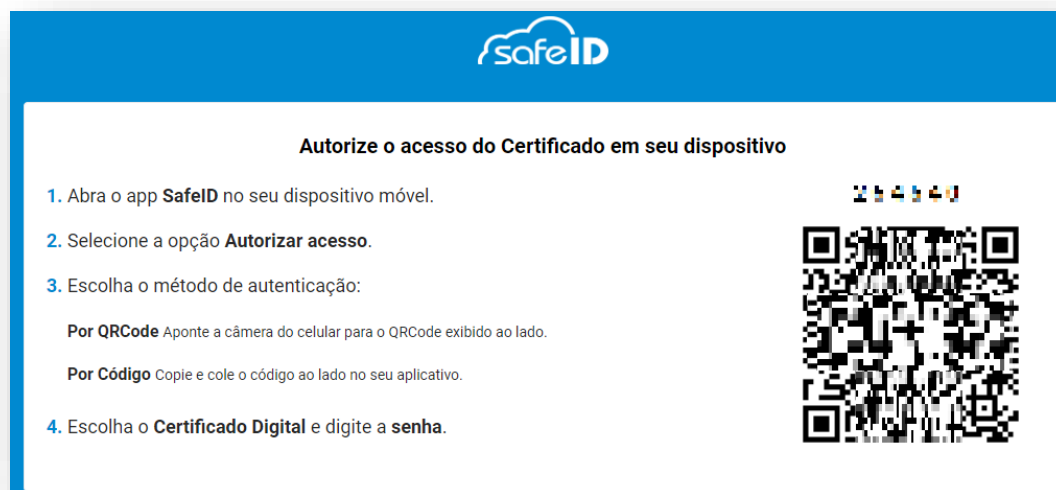 safeID
Autorize o acesso do Certificado em seu dispositivo
1. Abra o app SafeID no seu dispositivo móvel.
2. Selecione a opção Autorizar acesso.
3. Escolha o método de autenticação:
Por QRCode Aponte a câmera do celular para o QRCode exibido ao lado.
Por Código Copie e cole o código ao lado no seu aplicativo.
4. Escolha o Certificado Digital e digite a senha.